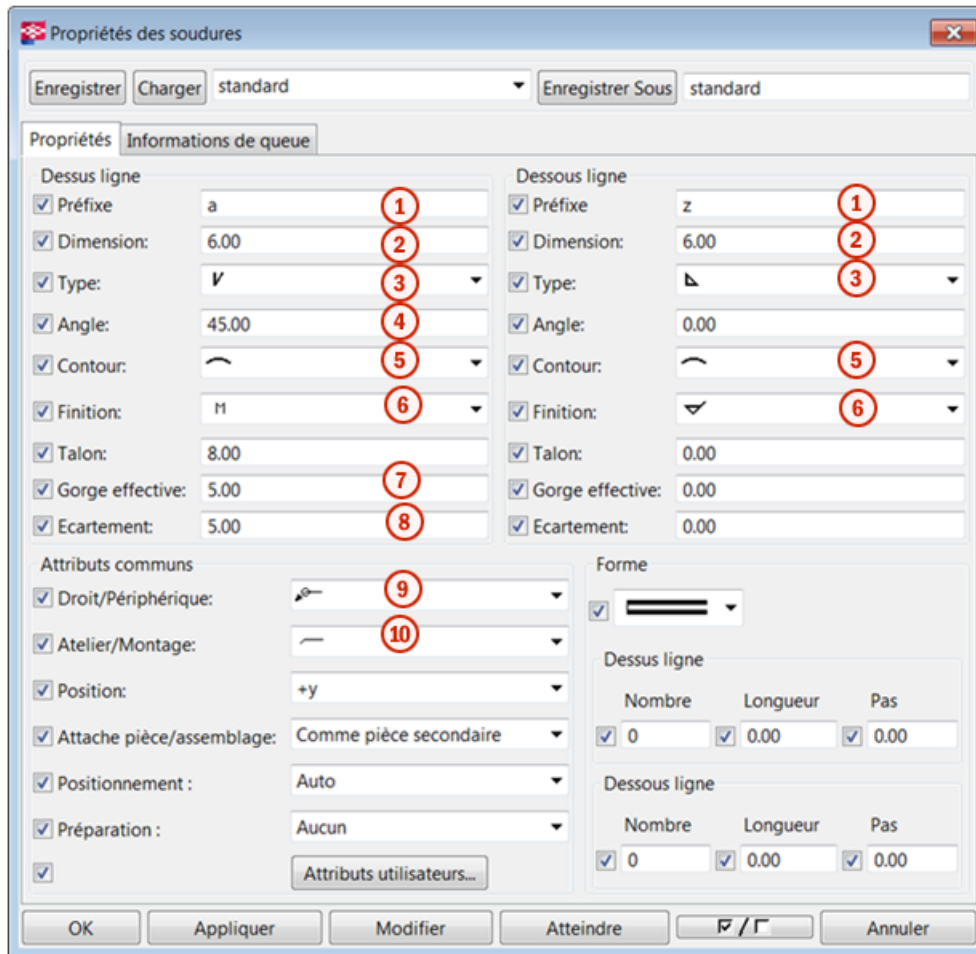 Propriétés des soudures
Enregistrer Charger standard Enregistrer Sous standard
Propriétés Informations de queue
Dessus ligne
Préfixe a 1
Dimension: 6.00 2
Type: V 3
Angle: 45.00 4
Contour: 5
Finition: M 6
Talon: 8.00
Gorge effective: 5.00 7
Ecartement: 5.00 8
Dessous ligne
Préfixe z 1
Dimension: 6.00 2
Type: 3
Angle: 0.00
Contour: 5
Finition: 6
Talon: 0.00
Gorge effective: 0.00
Ecartement: 0.00
Attributs communs
Droit/Périphérique: 9
Atelier/Montage: 10
Position: +y
Attache pièce/assemblage: Comme pièce secondaire
Positionnement : Auto
Préparation : Aucun
Attributs utilisateurs...
Forme
Dessus ligne
Nombre Longueur Pas
0 0.00 0.00
Dessous ligne
Nombre Longueur Pas
0 0.00 0.00
OK Appliquer Modifier Atteindre / Annuler